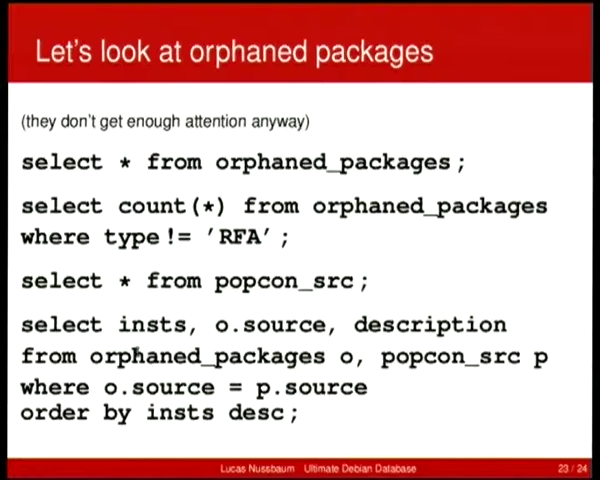 Let's look at orphaned packages
(they don't get enough attention anyway)
select * from orphaned_packages;
select count(*) from orphaned_packages
where type != 'RFA';
select * from popcon_src;
select insts, o.source, description
from orphaned_packages o, popcon_src p
where o.source = p.source
order by insts desc;
Lucas Nussbaum Ultimate Debian Database 23 / 24